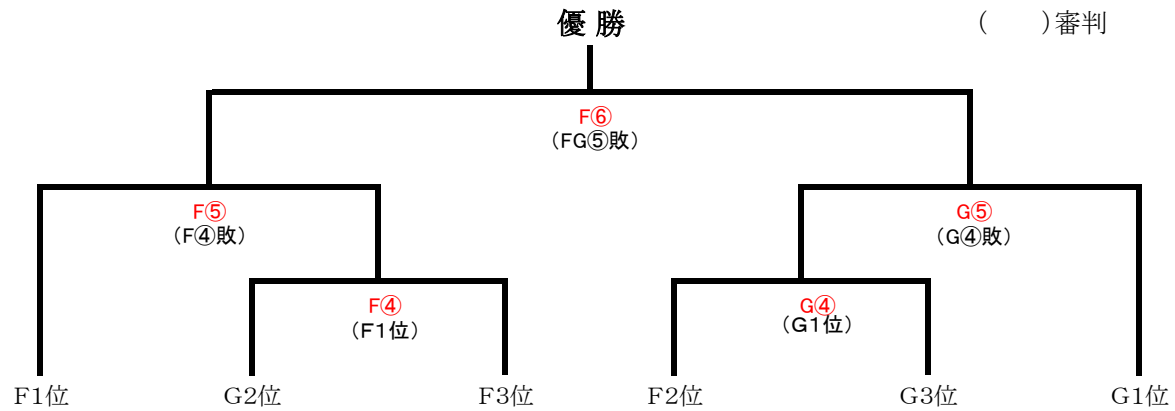 優 勝
(　　)審判
F⑥
(FG⑤敗)
F⑤
(F④敗)
G⑤
(G④敗)
F④
(F1位)
G④
(G1位)
F1位
G2位
F3位
F2位
G3位
G1位